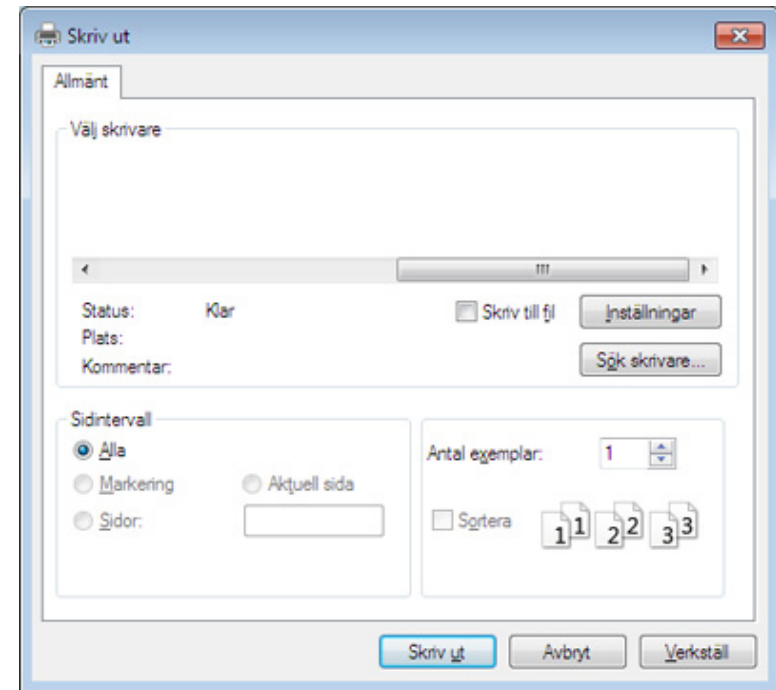 Skriv ut
Allmänt
Välj skrivare
Status: Klar
Skriv till fil
Inställningar
Plats:
Kommentar:
Sök skrivare...
Sidintervall
Alla
Markering
Aktuell sida
Sidor:
Antal exemplar: 1
Sortera
1 1 2 2 3 3
Skriv ut
Avbryt
Verkställ